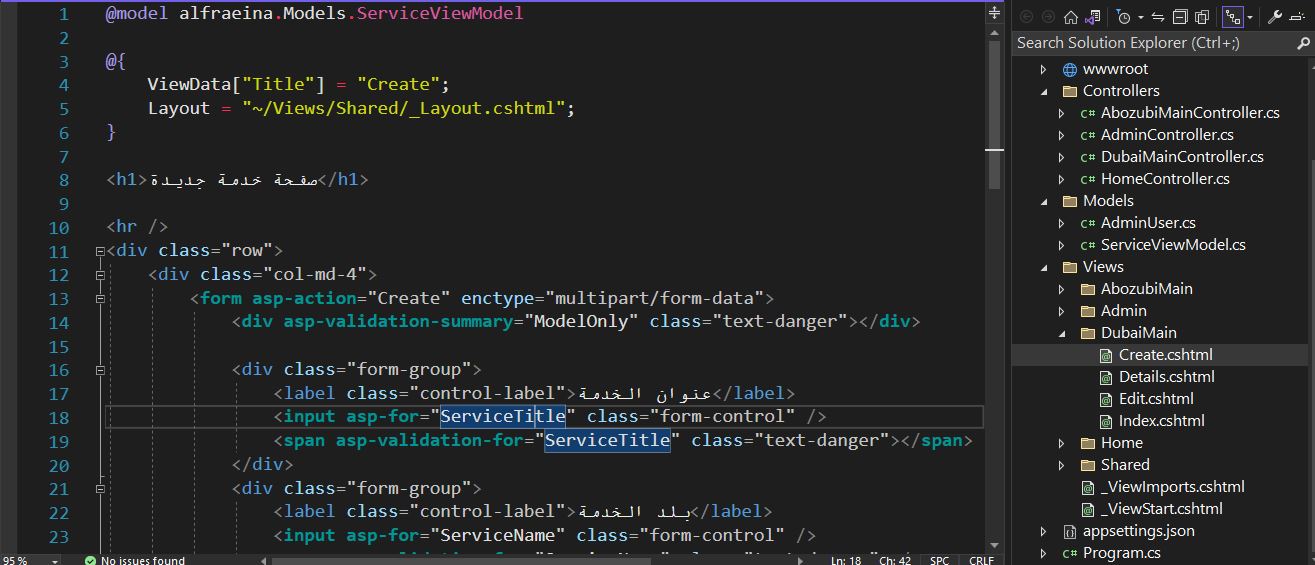 1 @model alfraeina.Models.ServiceViewModel
2
3 @{
4 ViewData["Title"] = "Create";
5 Layout = "~/Views/Shared/_Layout.cshtml";
6 }
7
8 <h1>صفحة خدمة جديدة</h1>
9
10 <hr />
11 <div class="row">
12 <div class="col-md-4">
13 <form asp-action="Create" enctype="multipart/form-data">
14 <div asp-validation-summary="ModelOnly" class="text-danger"></div>
15
16 <div class="form-group">
17 <label class="control-label">عنوان الخدمة</label>
18 <input asp-for="ServiceTitle" class="form-control" />
19 <span asp-validation-for="ServiceTitle" class="text-danger"></span>
20 </div>
21 <div class="form-group">
22 <label class="control-label">بلد الخدمة</label>
23 <input asp-for="ServiceName" class="form-control" />
95 % No issues found Ln: 18 Ch: 42 SPC CRLF
Search Solution Explorer (Ctrl+;)
wwwroot
Controllers
C# AbozubiMainController.cs
C# AdminController.cs
C# DubaiMainController.cs
C# HomeController.cs
Models
C# AdminUser.cs
C# ServiceViewModel.cs
Views
AbozubiMain
Admin
DubaiMain
Create.cshtml
Details.cshtml
Edit.cshtml
Index.cshtml
Home
Shared
_ViewImports.cshtml
_ViewStart.cshtml
appsettings.json
C# Program.cs